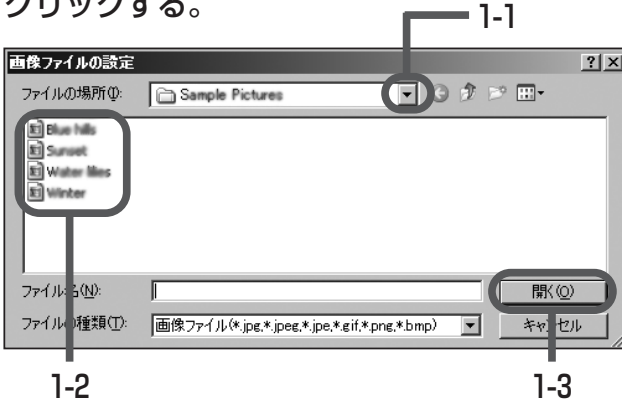 クリックする。
1-1
画像ファイルの設定
ファイルの場所(I):
Sample Pictures
Blue hills
Sunset
Water lilies
Winter
ファイル名(N):
開く(O)
ファイルの種類(T):
画像ファイル(*.jpg,*.jpeg,*.jpe,*.gif,*.png,*.bmp)
キャンセル
1-2
1-3